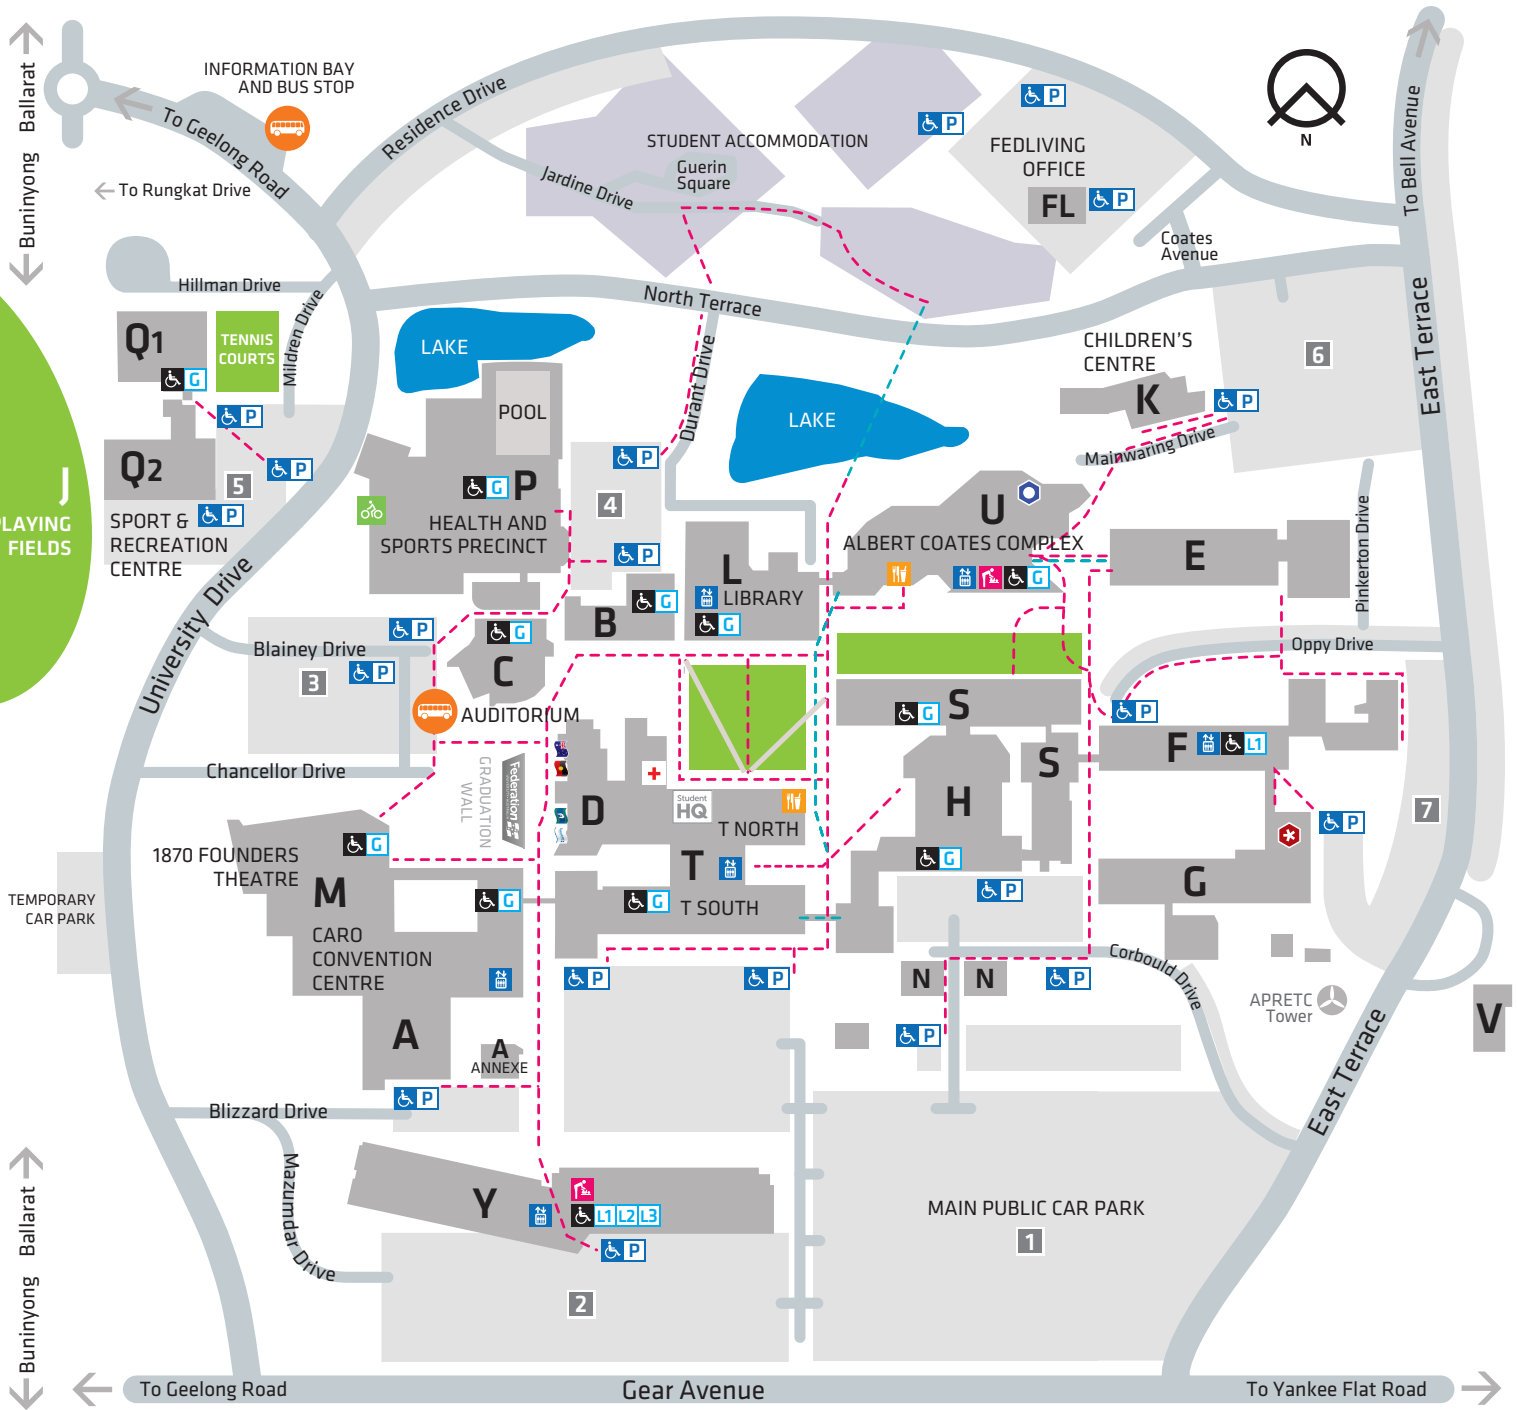 Ballarat
Buninyong
INFORMATION BAY
AND BUS STOP
To Geelong Road
To Rungkat Drive
Residence Drive
STUDENT ACCOMMODATION
Guerin
Square
Jardine Drive
P
P
FEDLIVING
OFFICE
FL
P
Coates
Avenue
N
To Bell Avenue
East Terrace
Hillman Drive
Mildren Drive
North Terrace
Durant Drive
Q1
G
TENNIS
COURTS
LAKE
LAKE
POOL
CHILDREN'S
CENTRE
K
P
Mainwaring Drive
6
J
PLAYING
FIELDS
Q2
P
P
5
P
SPORT &
RECREATION
CENTRE
G
P
HEALTH AND
SPORTS PRECINCT
P
4
P
U
ALBERT COATES COMPLEX
G
E
Pinkerton Drive
L
LIBRARY
G
B
G
University Drive
P
Blainey Drive
P
3
G
C
AUDITORIUM
Oppy Drive
P
Chancellor Drive
GRADUATION
WALL
Federation
D
Student
HQ
T NORTH
T
G
T SOUTH
G
S
S
H
G
P
F
L1
P
7
G
1870 FOUNDERS
THEATRE
G
M
G
CARO
CONVENTION
CENTRE
TEMPORARY
CAR PARK
A
A
ANNEXE
P
P
P
N
N
P
P
Corbould Drive
APRETC
Tower
V
East Terrace
Blizzard Drive
Mazumdar Drive
Y
L1 L2 L3
P
2
MAIN PUBLIC CAR PARK
1
Ballarat
Buninyong
To Geelong Road
Gear Avenue
To Yankee Flat Road